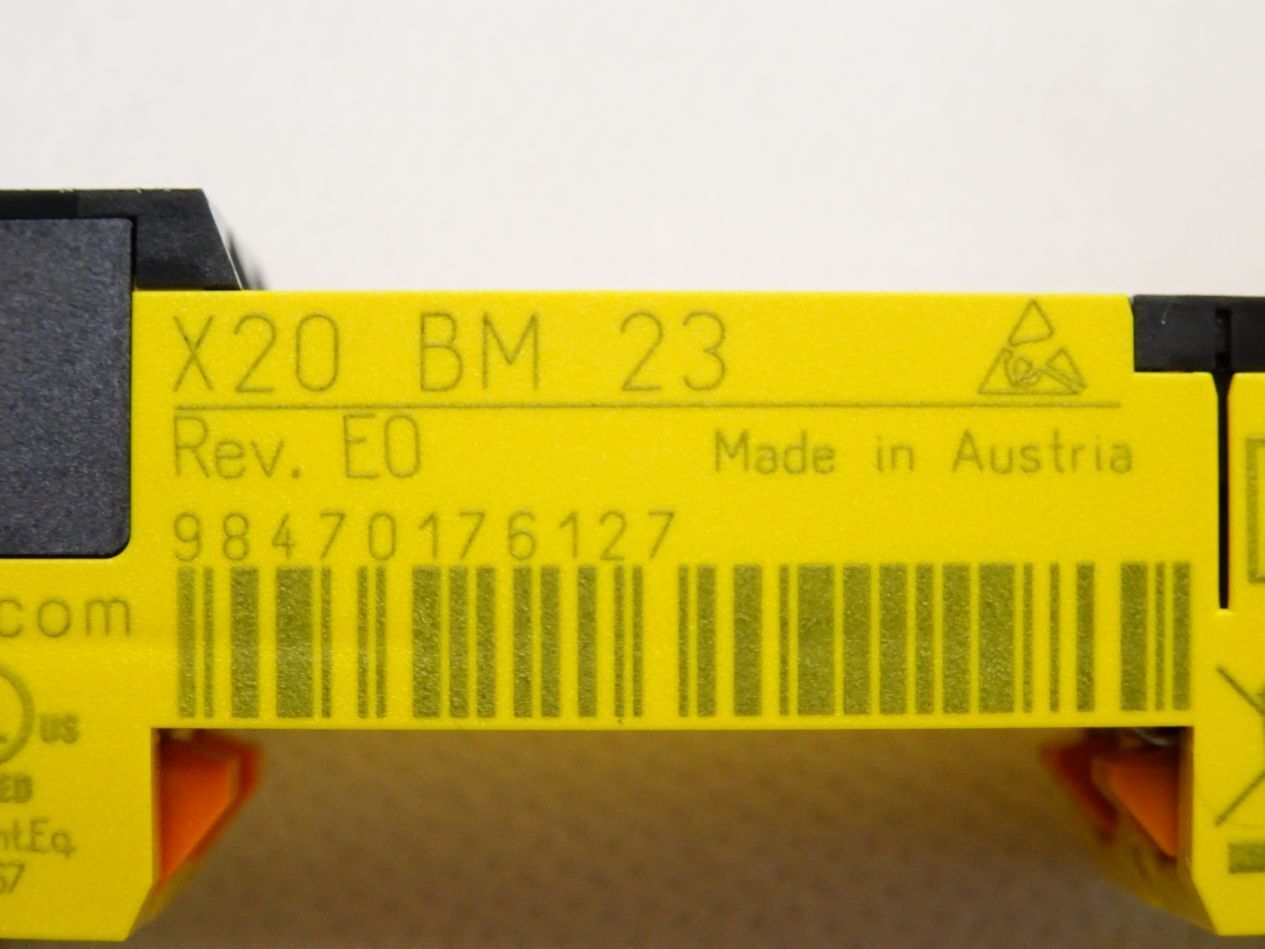 X20 BM 23
Rev. E0
Made in Austria
98470176127
com
US